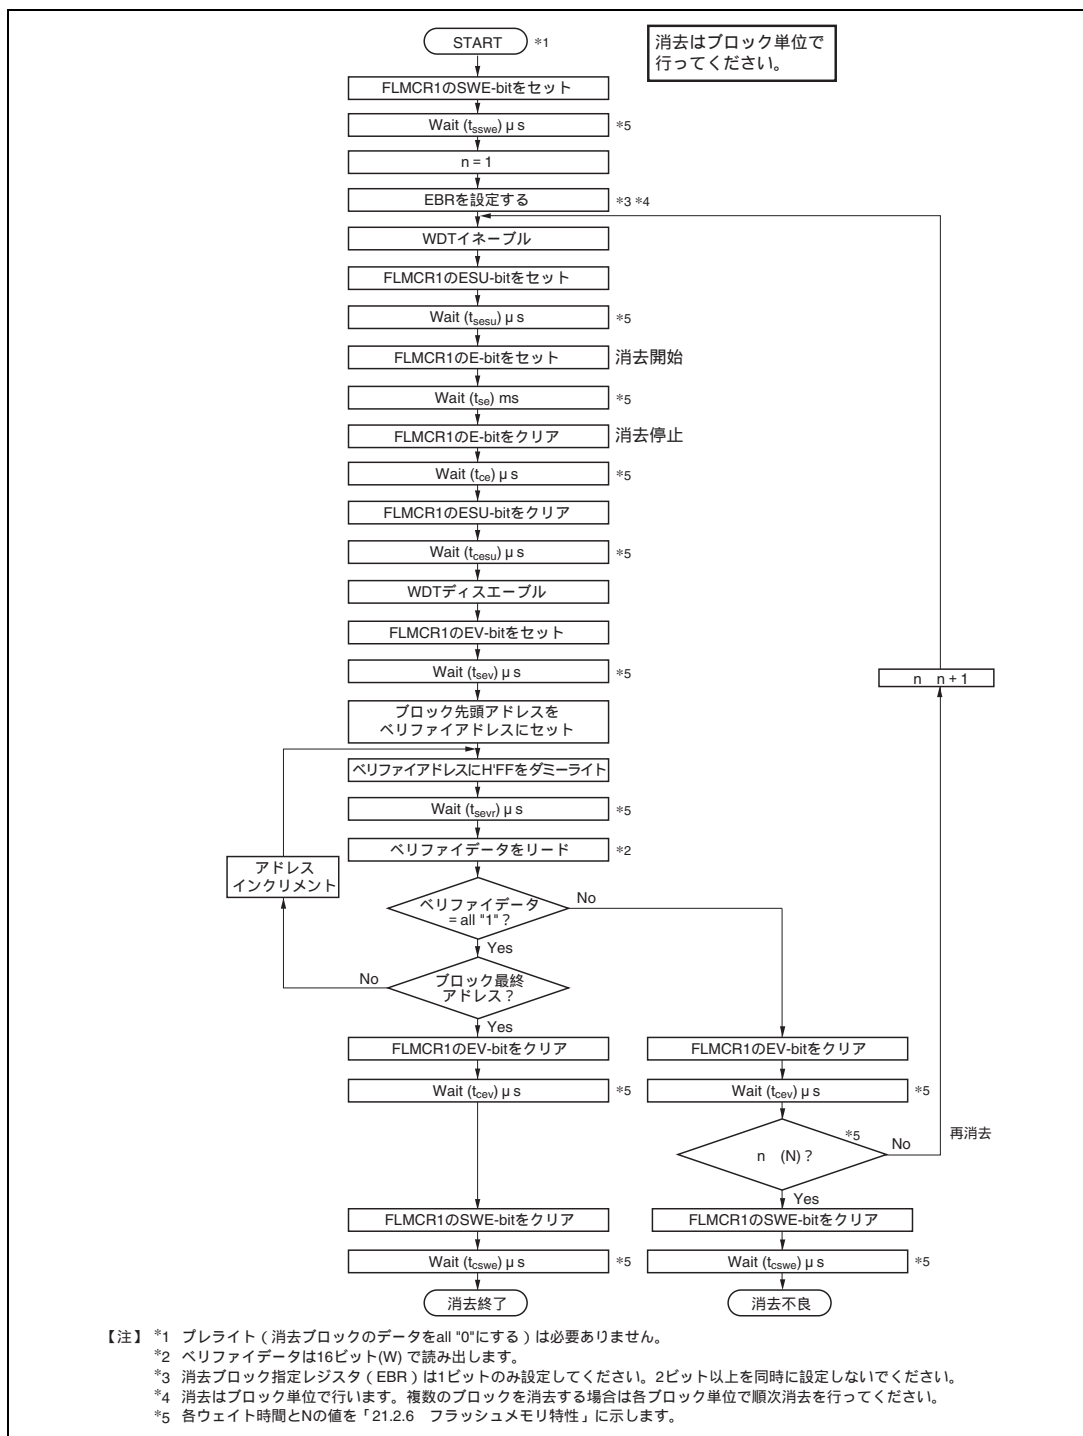 START *1
消去はブロック単位で
行ってください。
FLMCR1のSWE-bitをセット
Wait (tsswe) μ s *5
n = 1
EBRを設定する *3 *4
WDTイネーブル
FLMCR1のESU-bitをセット
Wait (tsesu) μ s *5
FLMCR1のE-bitをセット 消去開始
Wait (tse) ms *5
FLMCR1のE-bitをクリア 消去停止
Wait (tce) μ s *5
FLMCR1のESU-bitをクリア
Wait (tcesu) μ s *5
WDTディスエーブル
FLMCR1のEV-bitをセット
Wait (tsev) μ s *5
n n + 1
ブロック先頭アドレスを
ベリファイアドレスにセット
ベリファイアドレスにH'FFをダミーライト
Wait (tsevr) μ s *5
ベリファイデータをリード *2
アドレス
インクリメント
ベリファイデータ
= all "1" ?
No
Yes
ブロック最終
アドレス ?
No
Yes
FLMCR1のEV-bitをクリア
Wait (tcev) μ s *5
FLMCR1のEV-bitをクリア
Wait (tcev) μ s *5
n (N) ? *5
No
再消去
Yes
FLMCR1のSWE-bitをクリア
Wait (tcswe) μ s *5
消去終了
FLMCR1のSWE-bitをクリア
Wait (tcswe) μ s *5
消去不良
【注】 *1 プレライト（消去ブロックのデータをall "0"にする）は必要ありません。
*2 ベリファイデータは16ビット(W) で読み出します。
*3 消去ブロック指定レジスタ（EBR）は1ビットのみ設定してください。2ビット以上を同時に設定しないでください。
*4 消去はブロック単位で行います。複数のブロックを消去する場合は各ブロック単位で順次消去を行ってください。
*5 各ウェイト時間とNの値を「21.2.6 フラッシュメモリ特性」に示します。